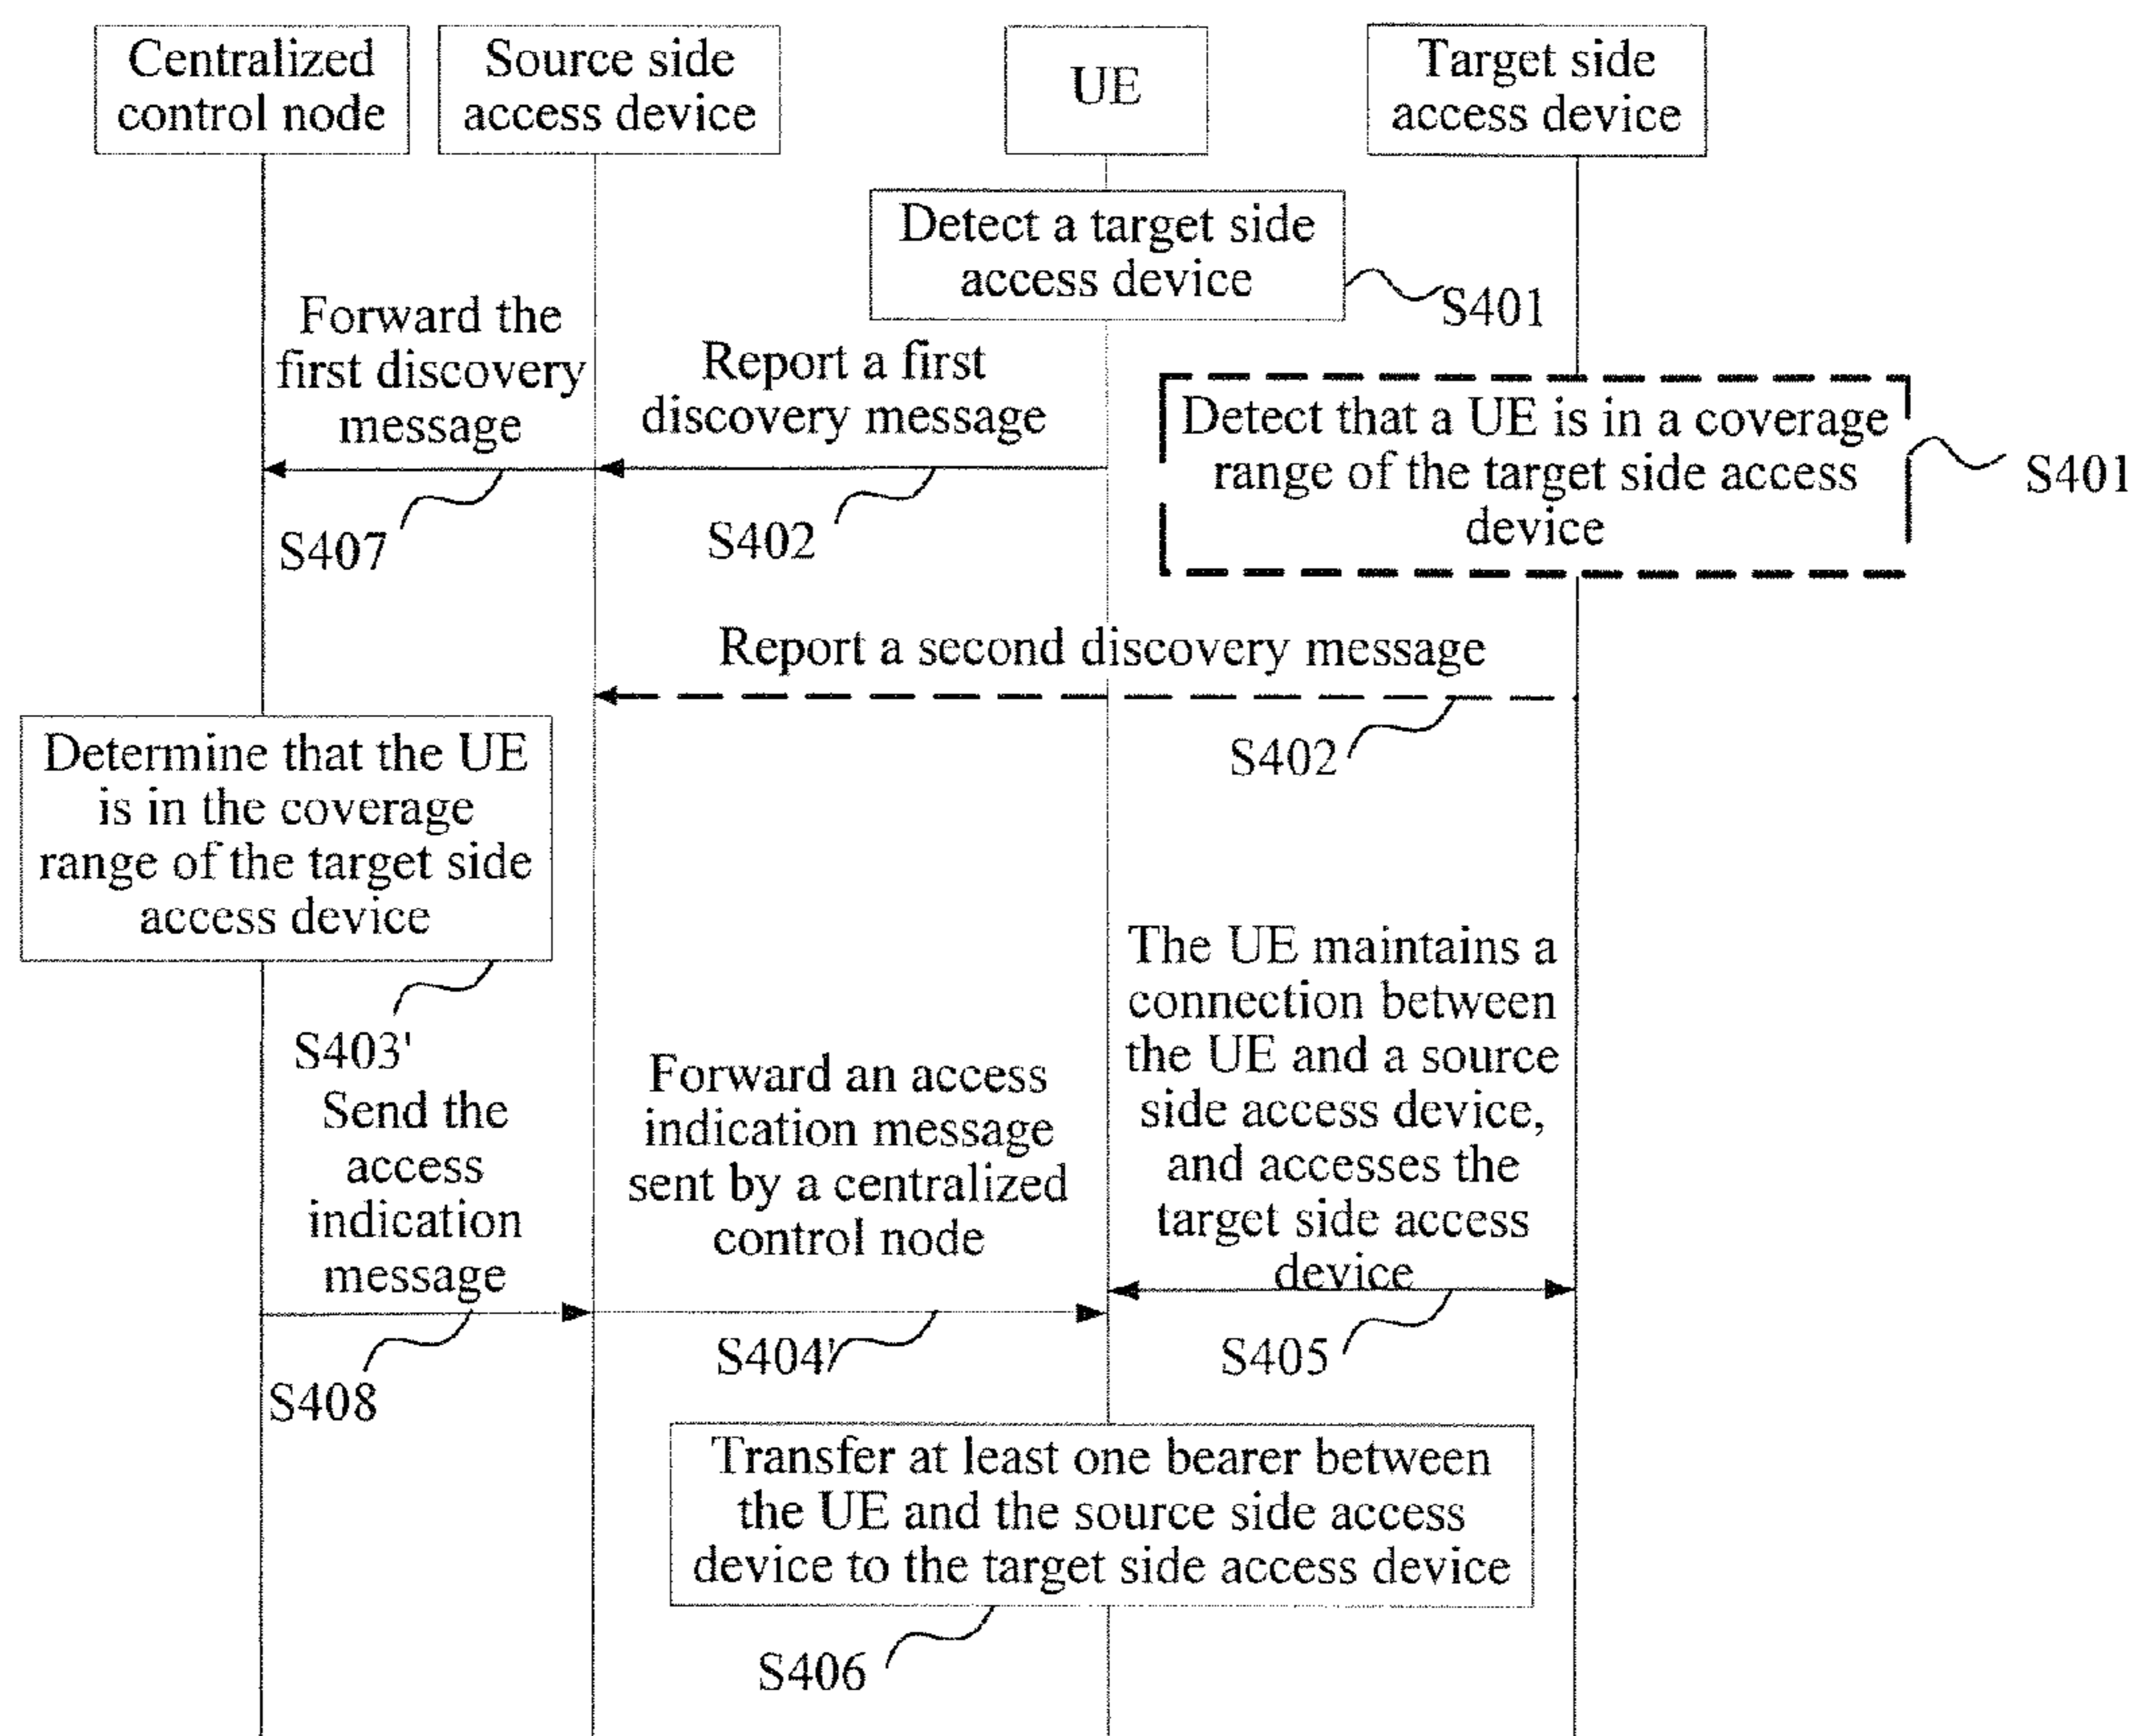 Centralized
control node
Source side
access device
UE
Target side
access device
Detect a target side
access device
S401
Forward the
first discovery
message
S407
Report a first
discovery message
S402
Detect that a UE is in a coverage
range of the target side access
device
S401
Report a second discovery message
S402
Determine that the UE
is in the coverage
range of the target side
access device
S403'
Send the
access
indication
message
S408
Forward an access
indication message
sent by a centralized
control node
S404'
The UE maintains a
connection between
the UE and a source
side access device,
and accesses the
target side access
device
S405
Transfer at least one bearer between
the UE and the source side access
device to the target side access device
S406